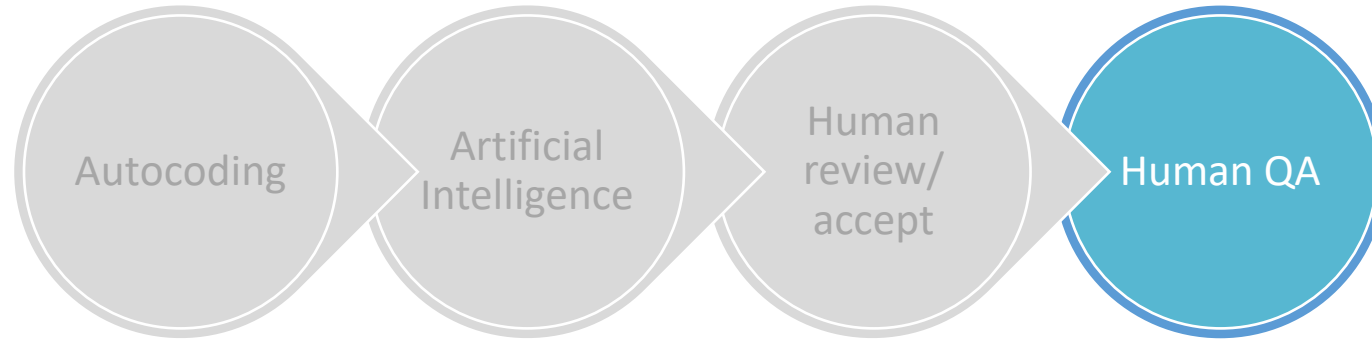 Autocoding
Artificial
Intelligence
Human
review/
accept
Human QA